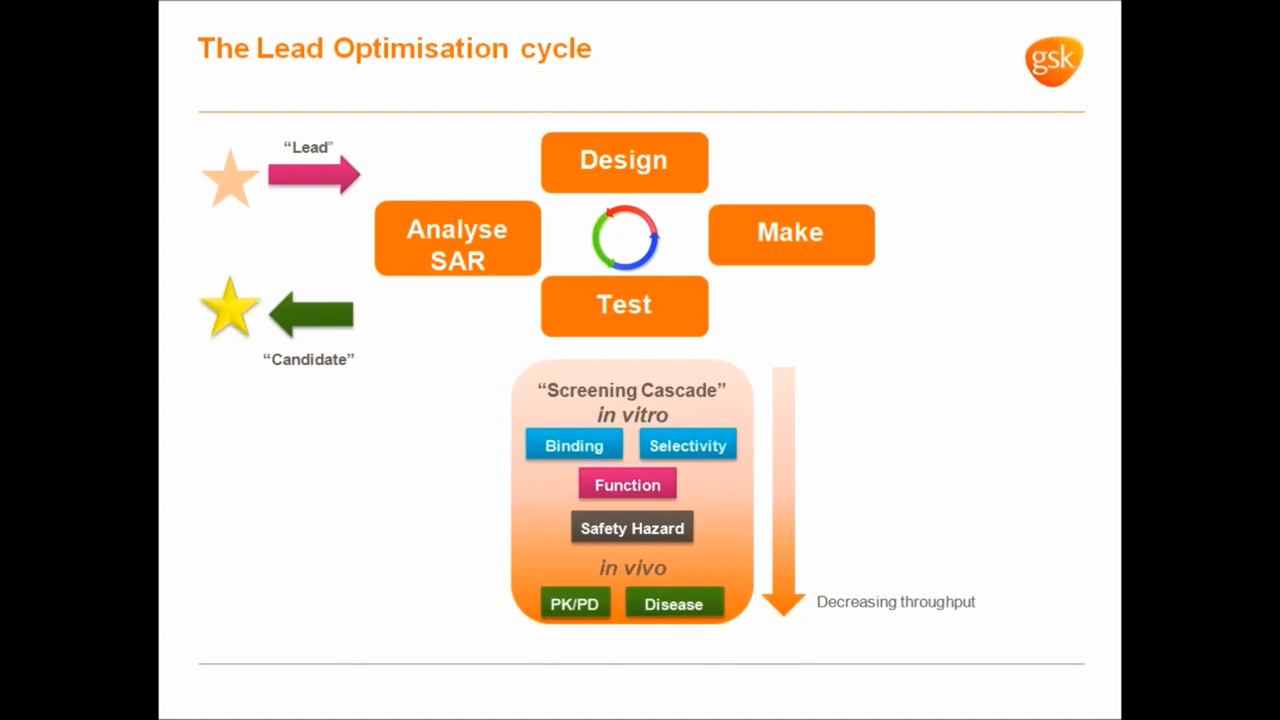 The Lead Optimisation cycle
gsk
“Lead”
Design
Analyse
SAR
Make
Test
“Candidate”
“Screening Cascade”
in vitro
Binding
Selectivity
Function
Safety Hazard
in vivo
PK/PD
Disease
Decreasing throughput